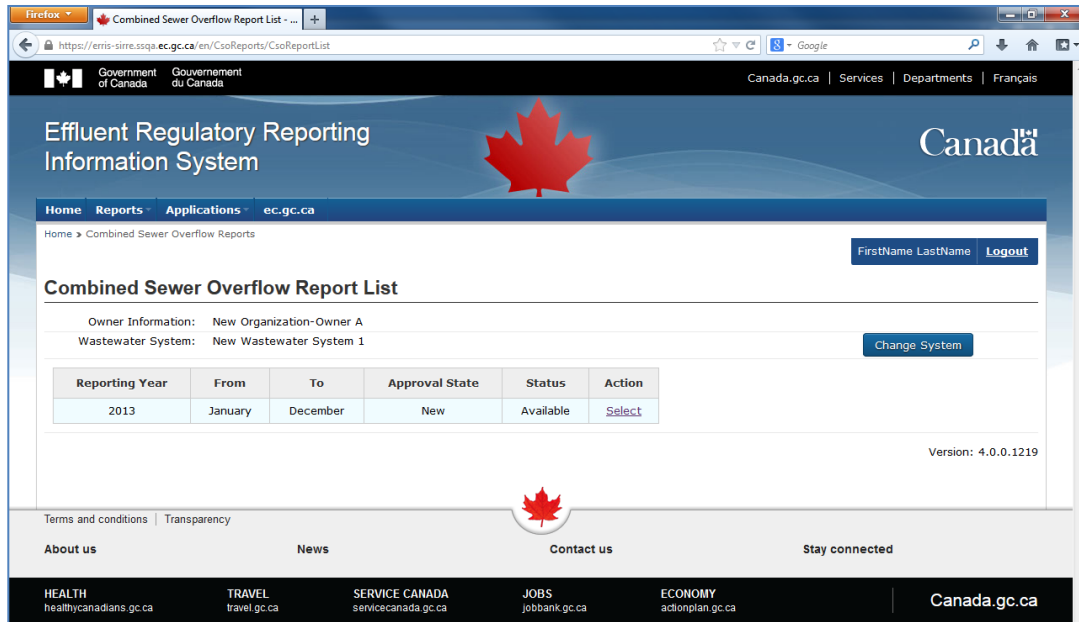 Firefox
Combined Sewer Overflow Report List - ...
https://erris-sirre.ssqa.ec.gc.ca/en/CsoReports/CsoReportList
Google
Government of Canada
Gouvernement du Canada
Canada.gc.ca | Services | Departments | Français
Effluent Regulatory Reporting
Information System
Canada
Home Reports Applications ec.gc.ca
Home » Combined Sewer Overflow Reports
FirstName LastName Logout
Combined Sewer Overflow Report List
Owner Information: New Organization-Owner A
Wastewater System: New Wastewater System 1
Change System
Reporting Year From To Approval State Status Action
2013 January December New Available Select
Version: 4.0.0.1219
Terms and conditions | Transparency
About us News Contact us Stay connected
HEALTH TRAVEL SERVICE CANADA JOBS ECONOMY
healthycanadians.gc.ca travel.gc.ca servicecanada.gc.ca jobbank.gc.ca actionplan.gc.ca
Canada.gc.ca